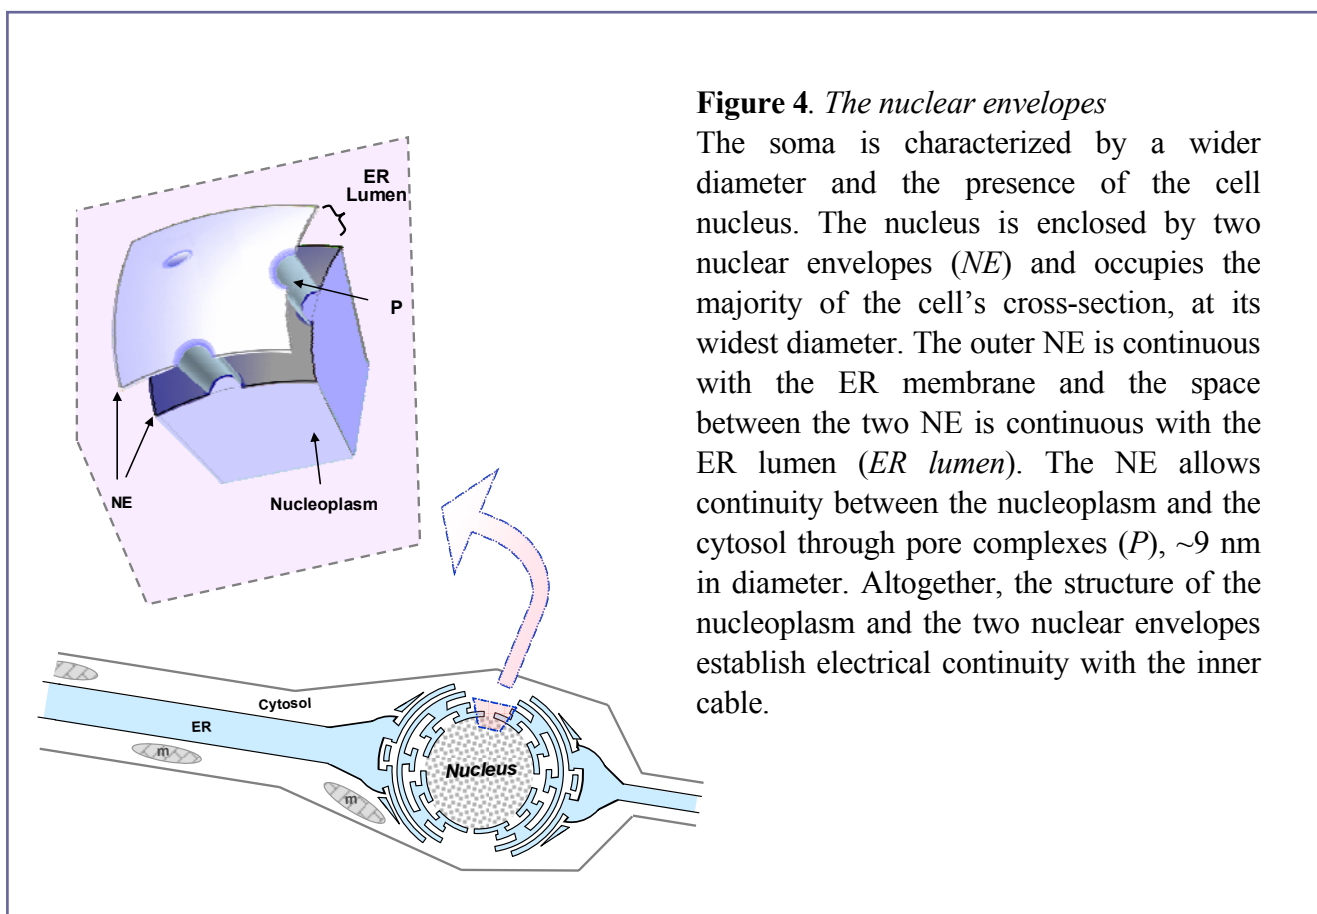 ER
Lumen
P
NE
Nucleoplasm
Cytosol
ER
m
m
Nucleus
Figure 4. The nuclear envelopes
The soma is characterized by a wider
diameter and the presence of the cell
nucleus. The nucleus is enclosed by two
nuclear envelopes (NE) and occupies the
majority of the cell's cross-section, at its
widest diameter. The outer NE is continuous
with the ER membrane and the space
between the two NE is continuous with the
ER lumen (ER lumen). The NE allows
continuity between the nucleoplasm and the
cytosol through pore complexes (P), ~9 nm
in diameter. Altogether, the structure of the
nucleoplasm and the two nuclear envelopes
establish electrical continuity with the inner
cable.